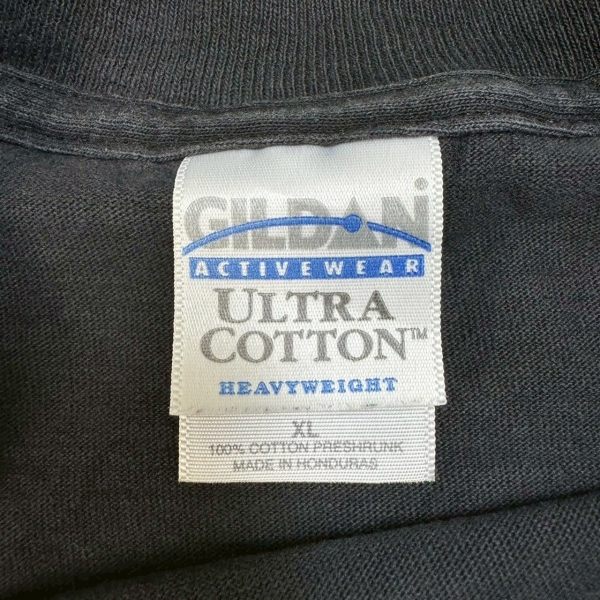 GILDAN®
ACTIVEWEAR
ULTRA
COTTON™
HEAVYWEIGHT
XL
100% COTTON PRESHRUNK
MADE IN HONDURAS